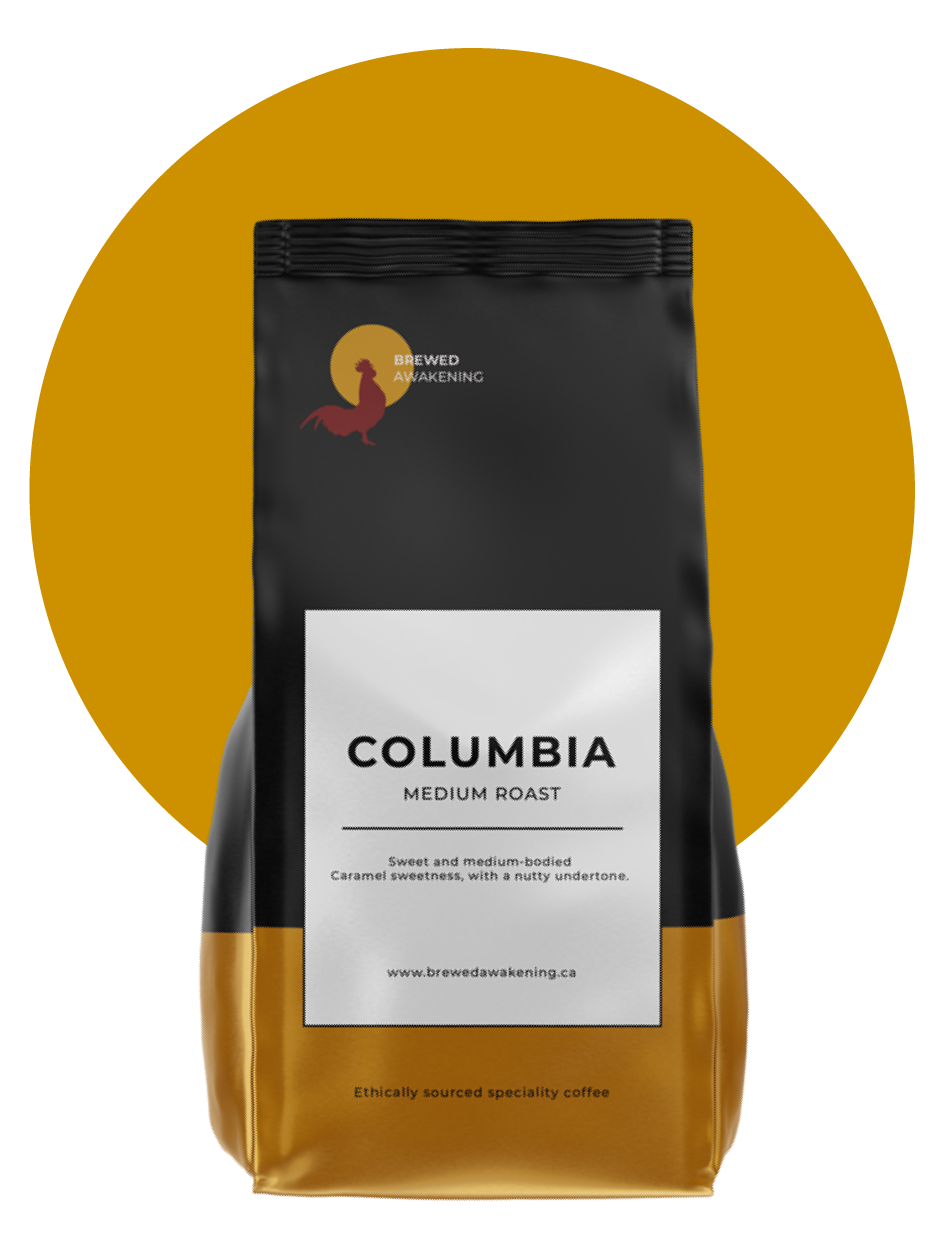 BREWED
AWAKENING
COLUMBIA
MEDIUM ROAST
Sweet and medium-bodied
Caramel sweetness, with a nutty undertone.
www.brewedawakening.ca
Ethically sourced speciality coffee